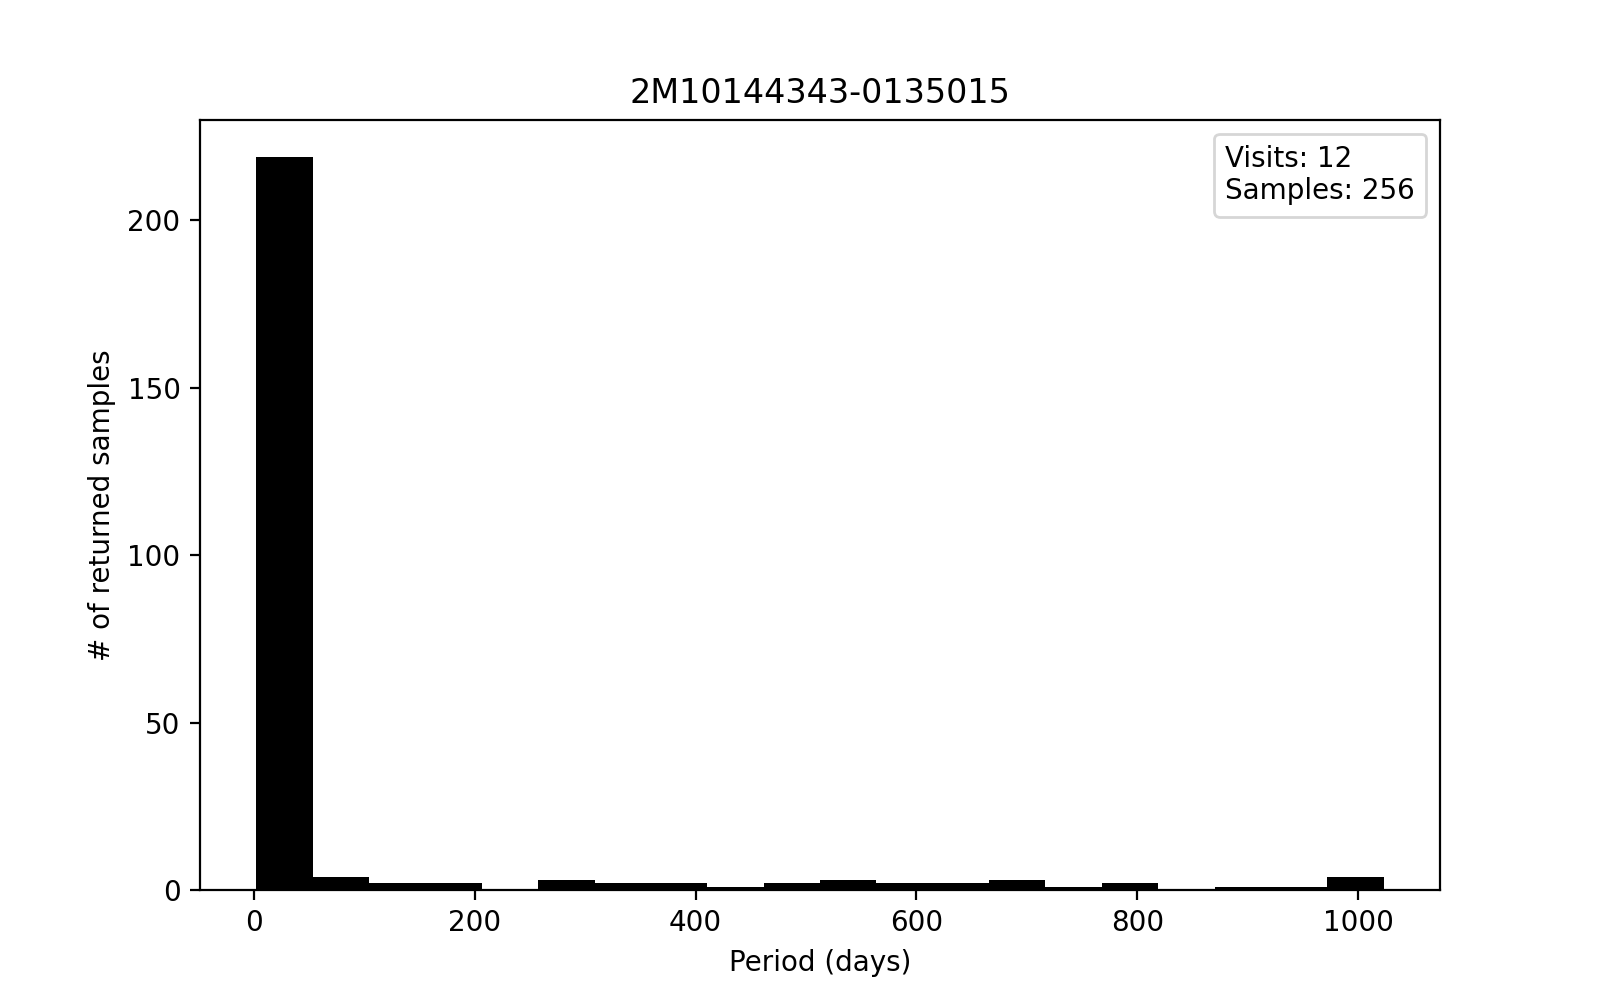 2M10144343-0135015
Visits: 12
Samples: 256
# of returned samples
200
150
100
50
0
0 200 400 600 800 1000
Period (days)